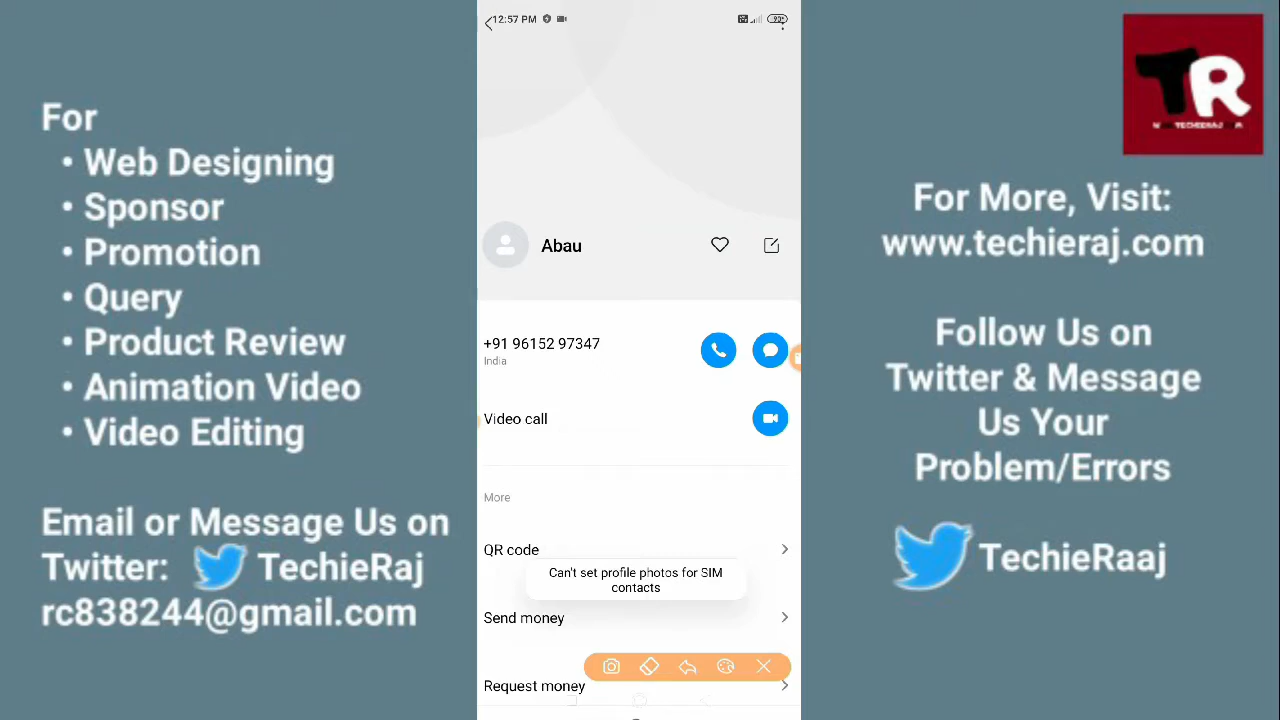 For
• Web Designing
• Sponsor
• Promotion
• Query
• Product Review
• Animation Video
• Video Editing
Email or Message Us on
Twitter: TechieRaj
rc838244@gmail.com
12:57 PM
Abau
+91 96152 97347
India
Video call
More
QR code
Can't set profile photos for SIM
contacts
Send money
Request money
TR
For More, Visit:
www.techieraj.com
Follow Us on
Twitter & Message
Us Your
Problem/Errors
TechieRaaj